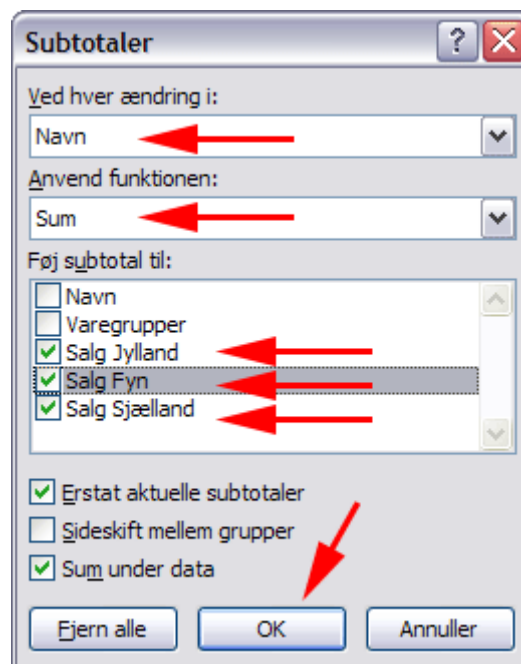 Subtotaler
?
Ved hver ændring i:
Navn
Anvend funktionen:
Sum
Føj subtotal til:
Navn
Varegrupper
Salg Jylland
Salg Fyn
Salg Sjælland
Erstat aktuelle subtotaler
Sideskift mellem grupper
Sum under data
Fjern alle OK Annuller